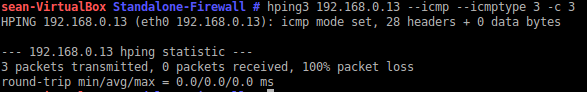 sean-VirtualBox Standalone-Firewall # hping3 192.168.0.13 --icmp --icmptype 3 -c 3
HPING 192.168.0.13 (eth0 192.168.0.13): icmp mode set, 28 headers + 0 data bytes
--- 192.168.0.13 hping statistic ---
3 packets transmitted, 0 packets received, 100% packet loss
round-trip min/avg/max = 0.0/0.0/0.0 ms